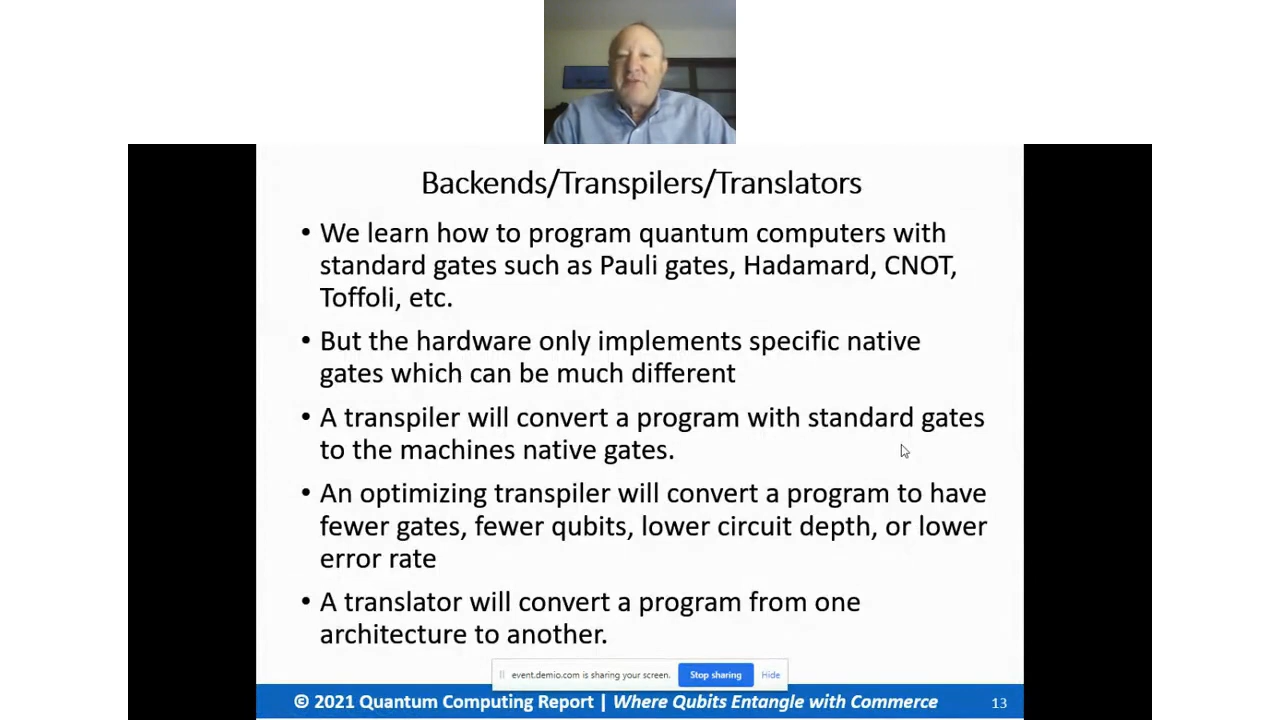 Backends/Transpilers/Translators
• We learn how to program quantum computers with
standard gates such as Pauli gates, Hadamard, CNOT,
Toffoli, etc.
• But the hardware only implements specific native
gates which can be much different
• A transpiler will convert a program with standard gates
to the machines native gates.
• An optimizing transpiler will convert a program to have
fewer gates, fewer qubits, lower circuit depth, or lower
error rate
• A translator will convert a program from one
architecture to another.
event.demio.com is sharing your screen. Stop sharing Hide
© 2021 Quantum Computing Report | Where Qubits Entangle with Commerce 13